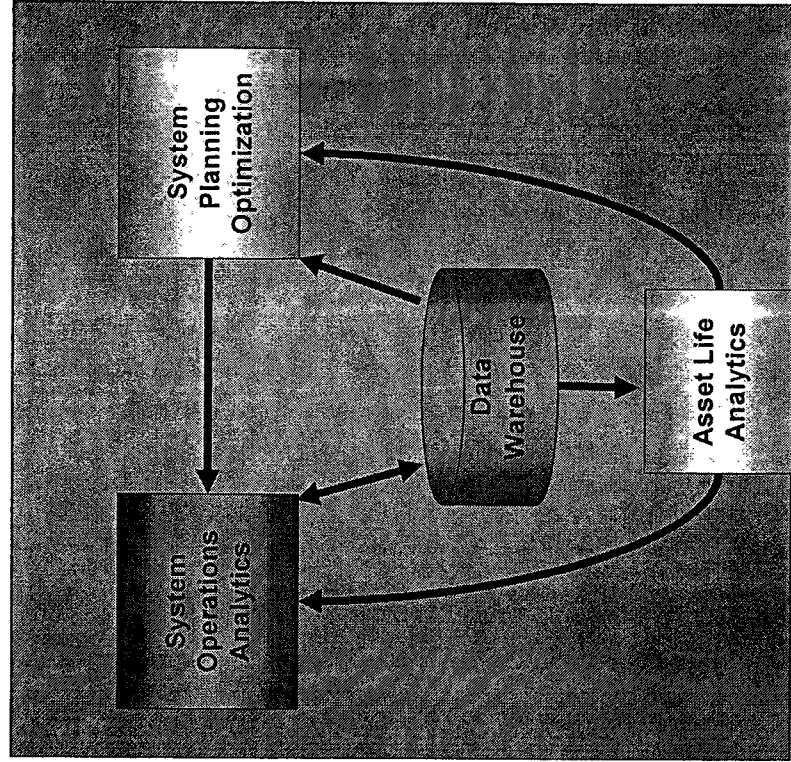 System
Operations
Analytics
System
Planning
Optimization
Data
Warehouse
Asset Life
Analytics